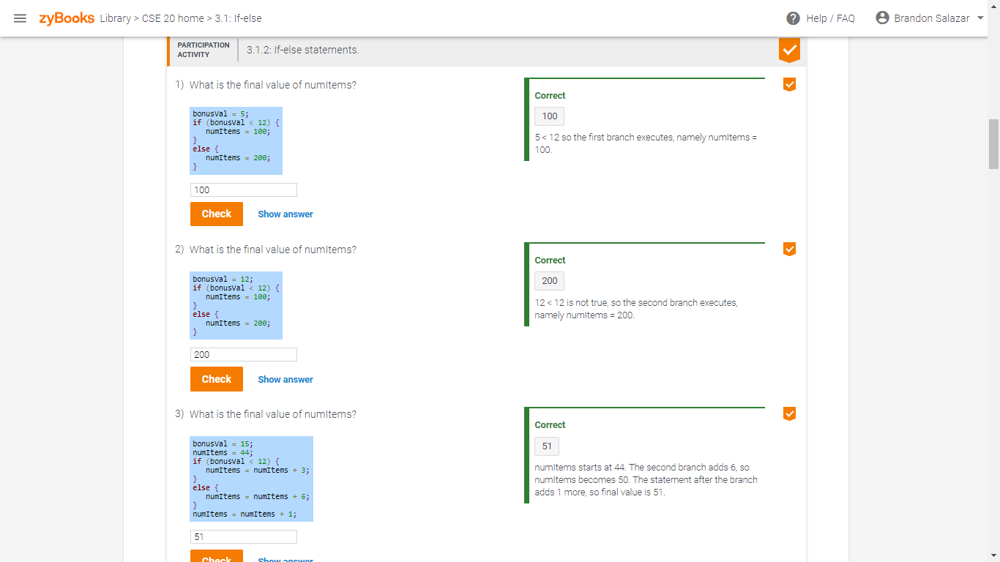 zyBooks Library > CSE 20 home > 3.1: If-else
Help / FAQ
Brandon Salazar
PARTICIPATION
ACTIVITY
3.1.2: If-else statements.
1) What is the final value of numItems?
bonusVal = 5;
if (bonusVal < 12) {
   numItems = 100;
}
else {
   numItems = 200;
}
100
Check
Show answer
Correct
100
5 < 12 so the first branch executes, namely numItems =
100.
2) What is the final value of numItems?
bonusVal = 12;
if (bonusVal < 12) {
   numItems = 100;
}
else {
   numItems = 200;
}
200
Check
Show answer
Correct
200
12 < 12 is not true, so the second branch executes,
namely numItems = 200.
3) What is the final value of numItems?
bonusVal = 15;
numItems = 44;
if (bonusVal < 12) {
   numItems = numItems + 3;
}
else {
   numItems = numItems + 6;
}
numItems = numItems + 1;
51
Check
Show answer
Correct
51
numItems starts at 44. The second branch adds 6, so
numItems becomes 50. The statement after the branch
adds 1 more, so final value is 51.